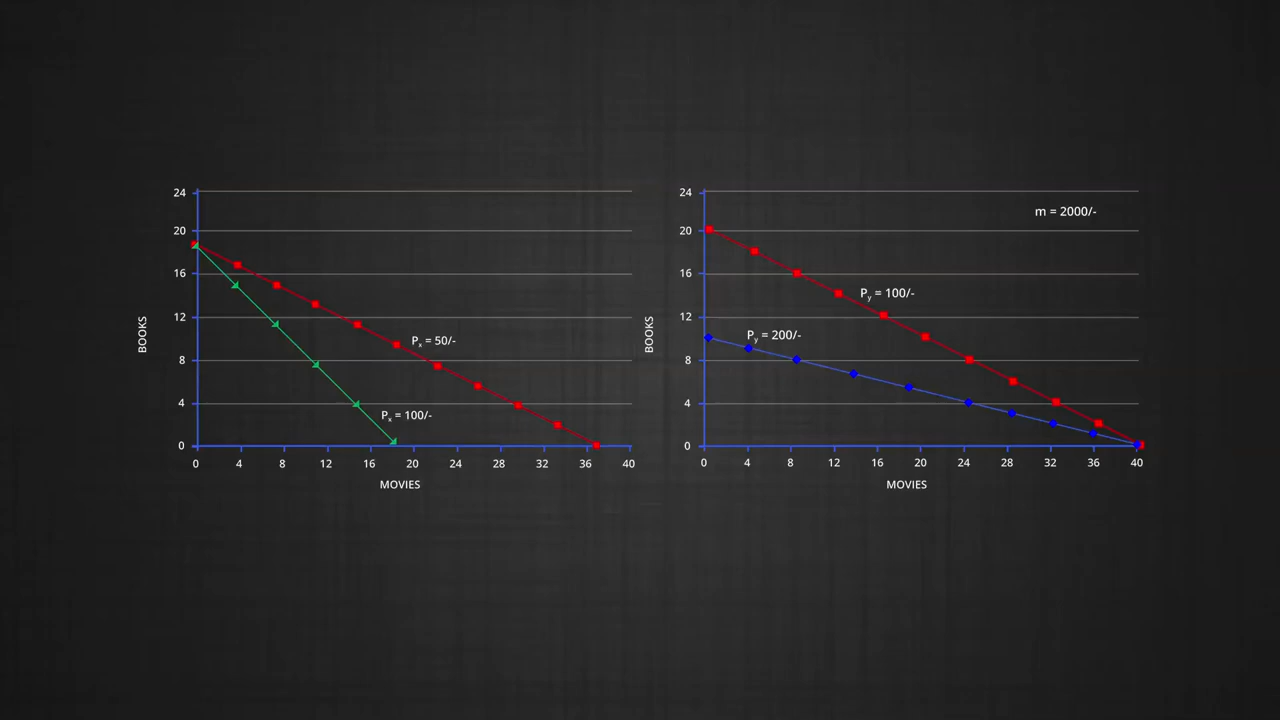 24
20
16
12
8
4
0
BOOKS
Px = 50/-
Px = 100/-
0 4 8 12 16 20 24 28 32 36 40
MOVIES
24
20
16
12
8
4
0
BOOKS
m = 2000/-
Py = 100/-
Py = 200/-
0 4 8 12 16 20 24 28 32 36 40
MOVIES